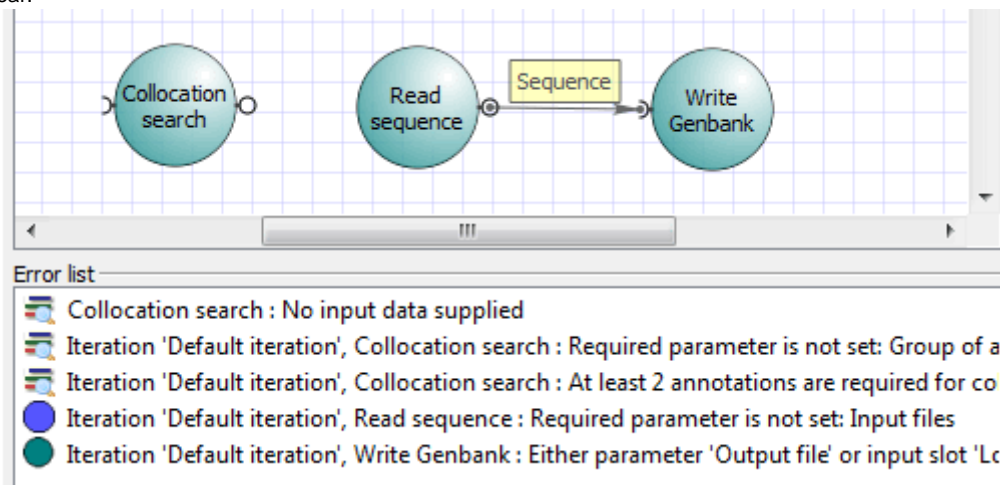 Collocation
search
Read
sequence
Sequence
Write
Genbank
Error list
Collocation search : No input data supplied
Iteration 'Default iteration', Collocation search : Required parameter is not set: Group of a
Iteration 'Default iteration', Collocation search : At least 2 annotations are required for co
Iteration 'Default iteration', Read sequence : Required parameter is not set: Input files
Iteration 'Default iteration', Write Genbank : Either parameter 'Output file' or input slot 'Lo